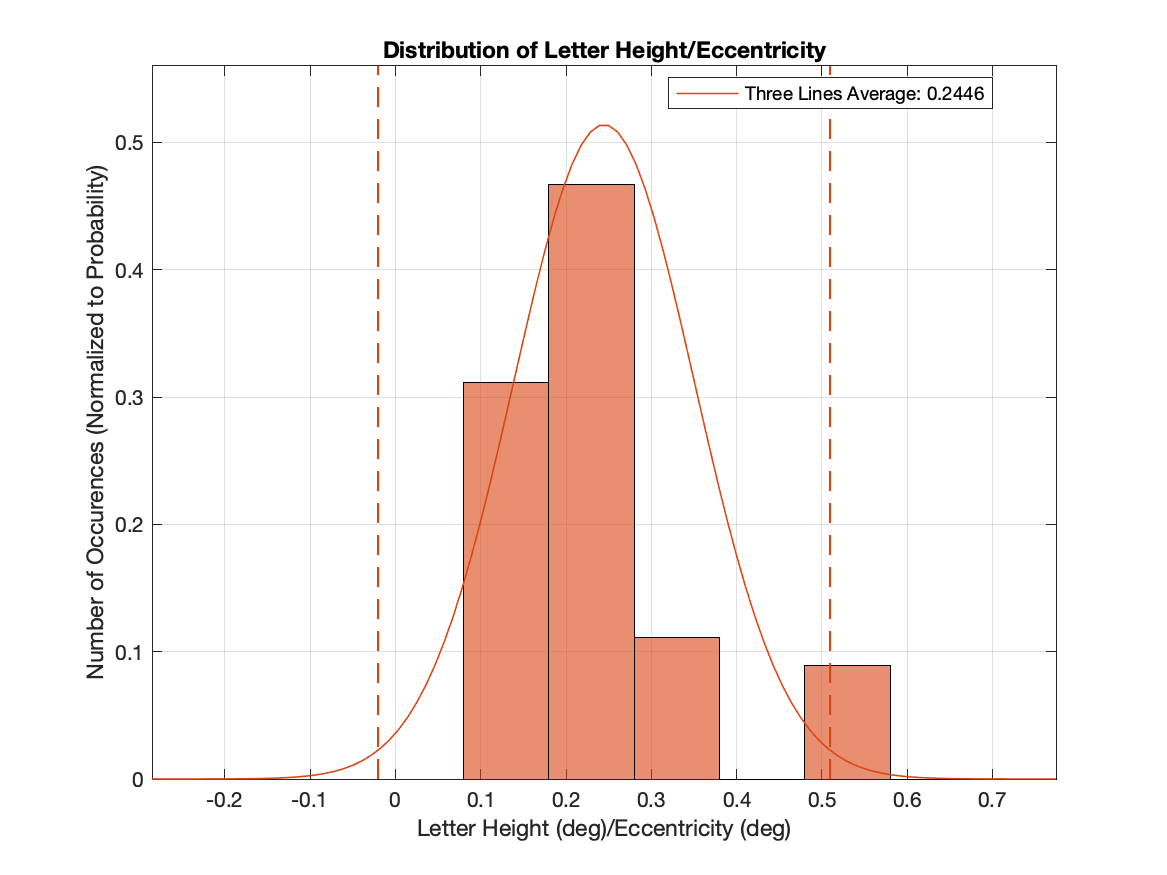 Distribution of Letter Height/Eccentricity
Three Lines Average: 0.2446
Number of Occurences (Normalized to Probability)
0.5
0.4
0.3
0.2
0.1
0
-0.2 -0.1 0 0.1 0.2 0.3 0.4 0.5 0.6 0.7
Letter Height (deg)/Eccentricity (deg)